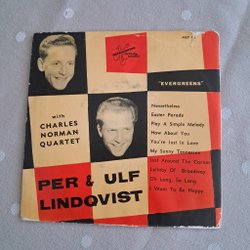 "EVERGREENS"
with
CHARLES
NORMAN
QUARTET
Nevertheless
Easter Parade
Play A Simple Melody
How About You
You're Just In Love
My Sunny Tennessee
Just Around The Corner
Lullaby Of Broadway
Oh Long, So Long
I Want To Be Happy
PER & ULF
LINDQVIST